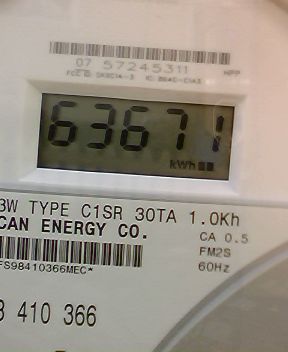 07 57245311
NPP
63671
kWh
3W TYPE C1SR 30TA 1.0Kh
CAN ENERGY CO.
CA 0.5
FM2S
60Hz
FS98410366MEC*
3 410 366